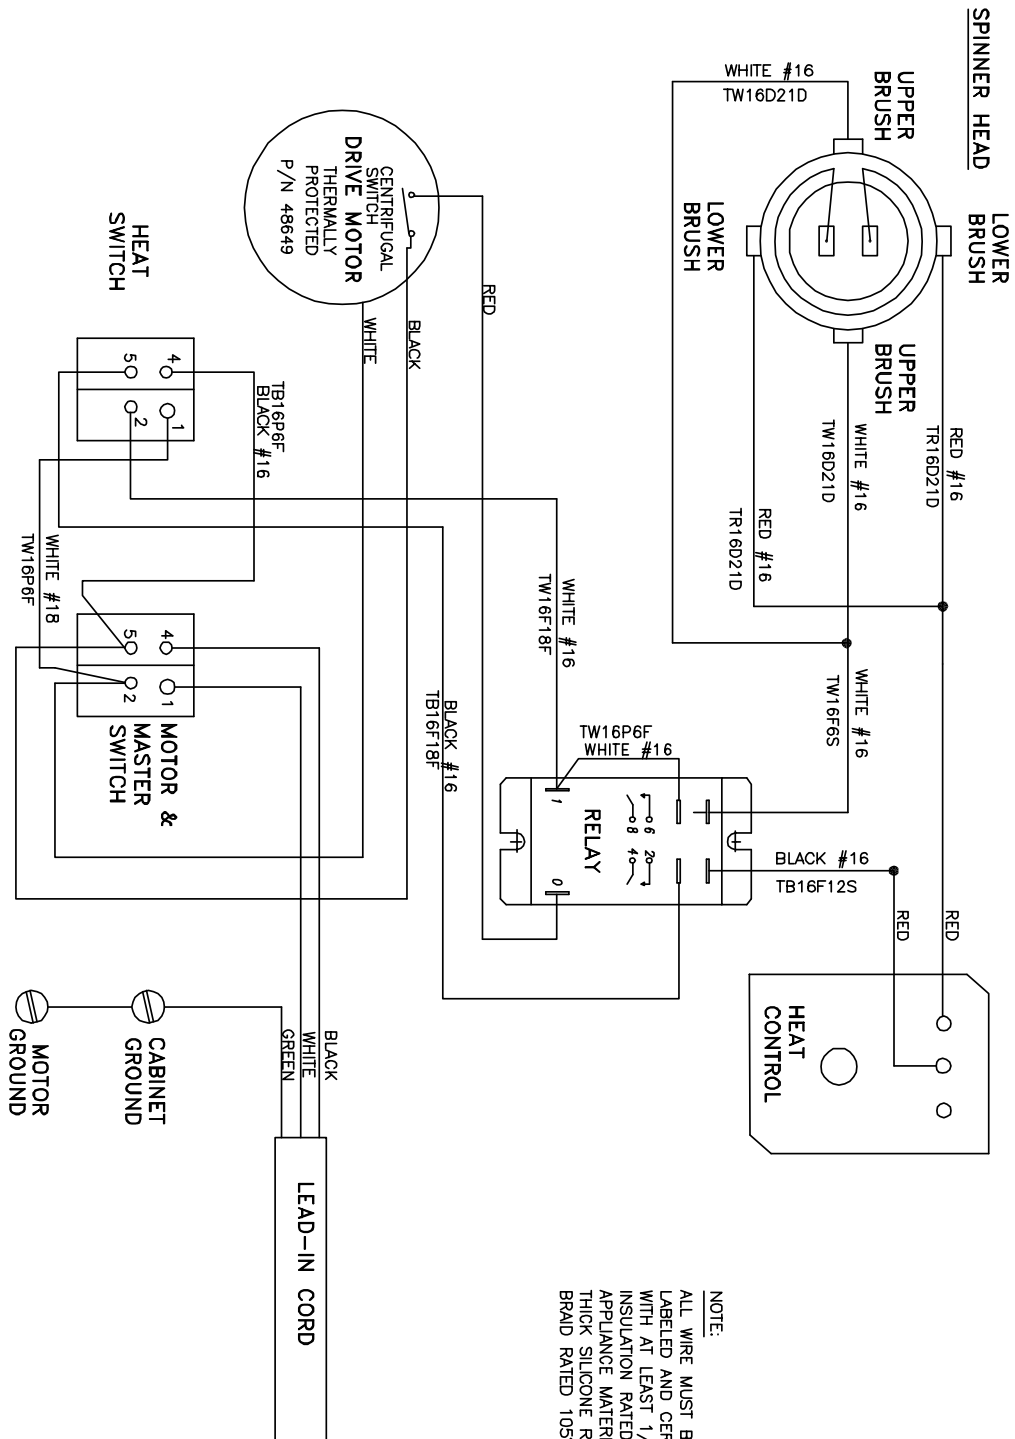 SPINNER HEAD
WHITE #16
TW16D21D
UPPER
BRUSH
LOWER
BRUSH
LOWER
BRUSH
UPPER
BRUSH
RED #16
TR16D21D
WHITE #16
TW16D21D
RED #16
TR16D21D
WHITE #16
TW16F6S
DRIVE MOTOR
CENTRIFUGAL
SWITCH
THERMALLY
PROTECTED
P/N 48649
RED
BLACK
WHITE
HEAT
SWITCH
4
5
1
2
TB16P6F
BLACK #16
WHITE #18
TW16P6F
WHITE #16
TW16F18F
BLACK #16
TB16F18F
4
5
1
2
MOTOR &
MASTER
SWITCH
TW16P6F
WHITE #16
RELAY
1
0
6
8
2
4
BLACK #16
TB16F12S
RED
RED
HEAT
CONTROL
BLACK
WHITE
GREEN
CABINET
GROUND
MOTOR
GROUND
LEAD-IN CORD
NOTE:
ALL WIRE MUST
LABELED AND
WITH AT LEAST
INSULATION RATED
APPLIANCE
THICK SILICONE
BRAID RATED